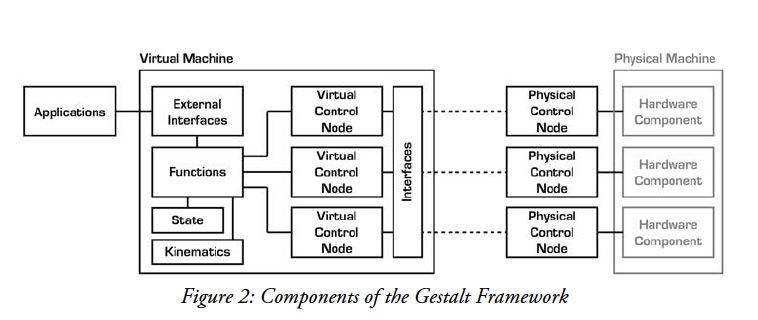 Virtual Machine
Physical Machine
Applications
External
Interfaces
Functions
State
Kinematics
Virtual
Control
Node
Virtual
Control
Node
Virtual
Control
Node
Interfaces
Physical
Control
Node
Physical
Control
Node
Physical
Control
Node
Hardware
Component
Hardware
Component
Hardware
Component
Figure 2: Components of the Gestalt Framework